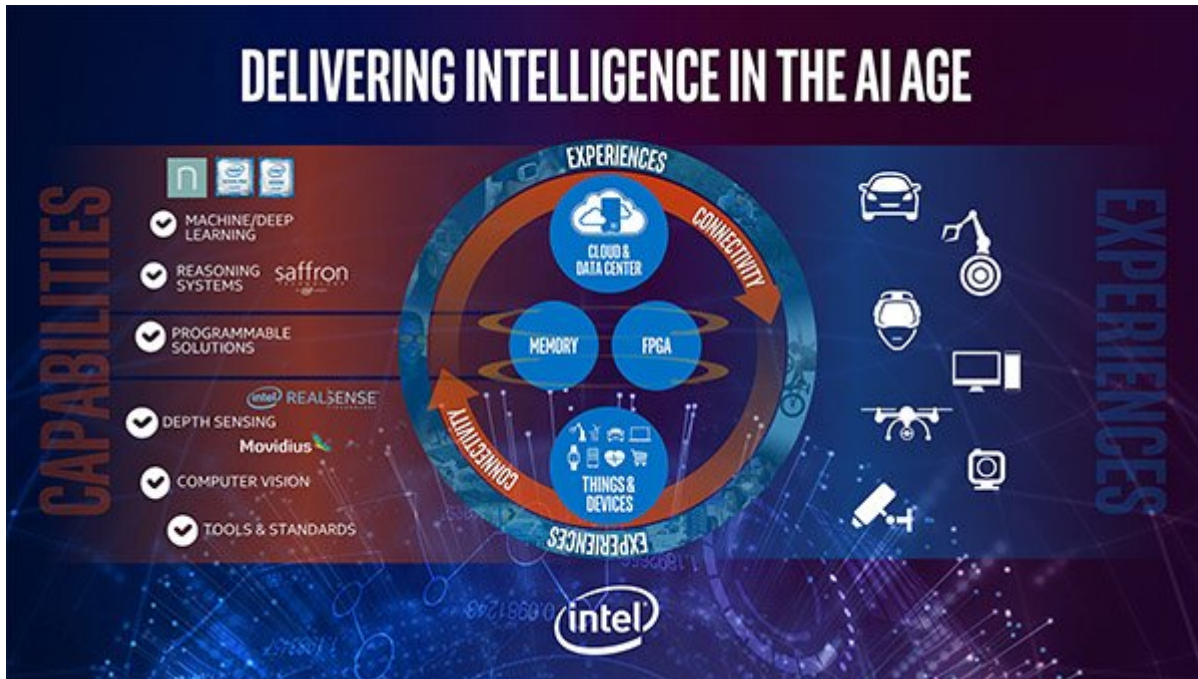 DELIVERING INTELLIGENCE IN THE AI AGE
CAPABILITIES
n
MACHINE/DEEP
LEARNING
REASONING
SYSTEMS
saffron
PROGRAMMABLE
SOLUTIONS
intel REALSENSE
DEPTH SENSING
Movidius
COMPUTER VISION
TOOLS & STANDARDS
EXPERIENCES
CONNECTIVITY
CLOUD &
DATA CENTER
MEMORY
FPGA
CONNECTIVITY
THINGS &
DEVICES
EXPERIENCES
EXPERIENCES
intel